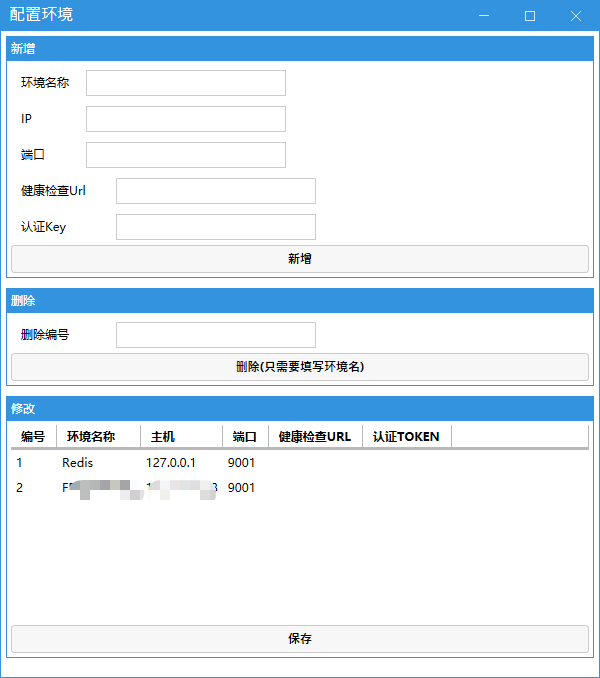 配置环境
新增
环境名称
IP
端口
健康检查Url
认证Key
新增
删除
删除编号
删除(只需要填写环境名)
修改
编号 环境名称 主机 端口 健康检查URL 认证TOKEN
1 Redis 127.0.0.1 9001
2 9001
保存